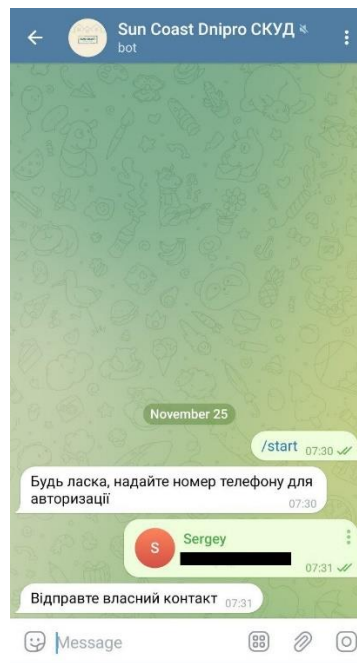 Sun Coast Dnipro СКУД
bot
November 25
/start 07:30
Будь ласка, надайте номер телефону для
авторизації
07:30
S
Sergey
07:31
Відправте власний контакт 07:31
Message